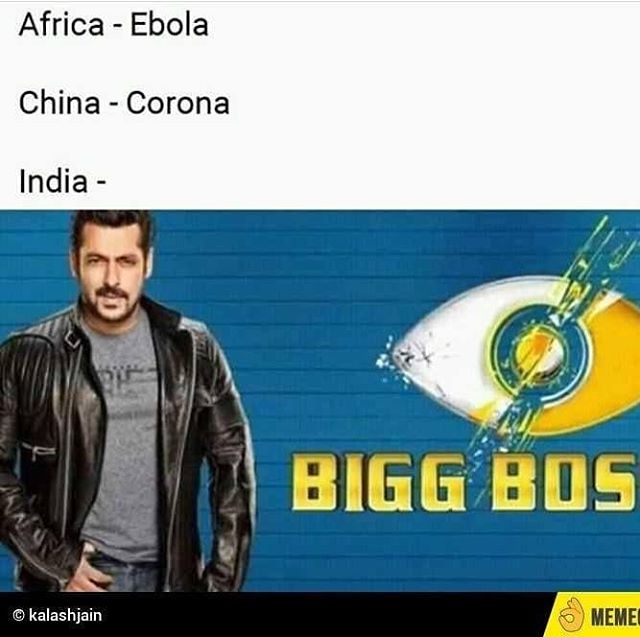 Africa - Ebola
China - Corona
India -
BIGG BOS
© kalashjain
MEME